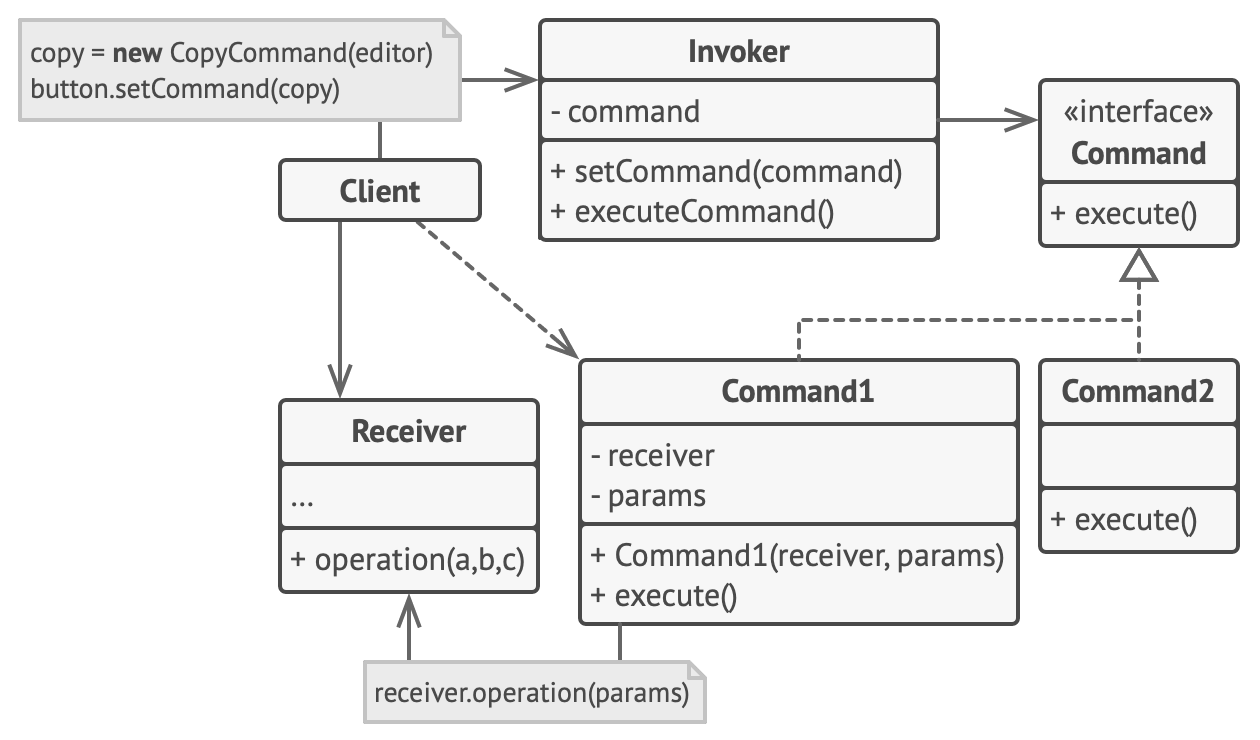 copy = new CopyCommand(editor)
button.setCommand(copy)
Invoker
- command
+ setCommand(command)
+ executeCommand()
«interface»
Command
+ execute()
Client
Receiver
...
+ operation(a,b,c)
Command1
- receiver
- params
+ Command1(receiver, params)
+ execute()
Command2
+ execute()
receiver.operation(params)